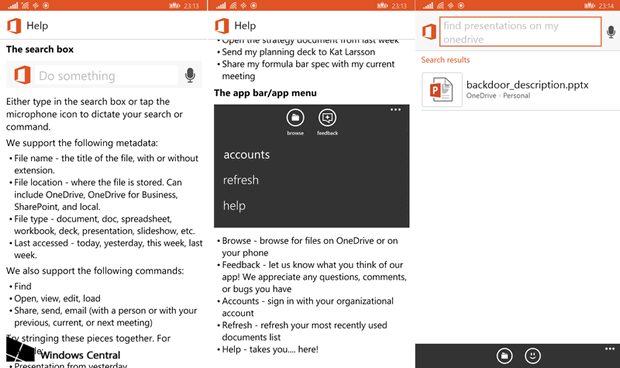 23:13
Help
The search box
Do something
Either type in the search box or tap the
microphone icon to dictate your search or
command.
We support the following metadata:
• File name - the title of the file, with or without
extension.
• File location - where the file is stored. Can
include OneDrive, OneDrive for Business,
SharePoint, and local.
• File type - document, doc, spreadsheet,
workbook, deck, presentation, slideshow, etc.
• Last accessed - today, yesterday, this week, last
week.
We also support the following commands:
• Find
• Open, view, edit, load
• Share, send, email (with a person or with your
previous, current, or next meeting)
Try stringing these pieces together. For
Windows Central
• Presentation from yesterday
23:13
Help
• Open the strategy document from last week
• Send my planning deck to Kat Larsson
• Share my formula bar spec with my current
meeting
The app bar/app menu
browse
feedback
accounts
refresh
help
• Browse - browse for files on OneDrive or on
your phone
• Feedback - let us know what you think of our
app! We appreciate any questions, comments,
or bugs you have
• Accounts - sign in with your organizational
account
• Refresh - refresh your most recently used
documents list
• Help - takes you.... here!
23:14
find presentations on my
onedrive
Search results
backdoor_description.pptx
OneDrive - Personal